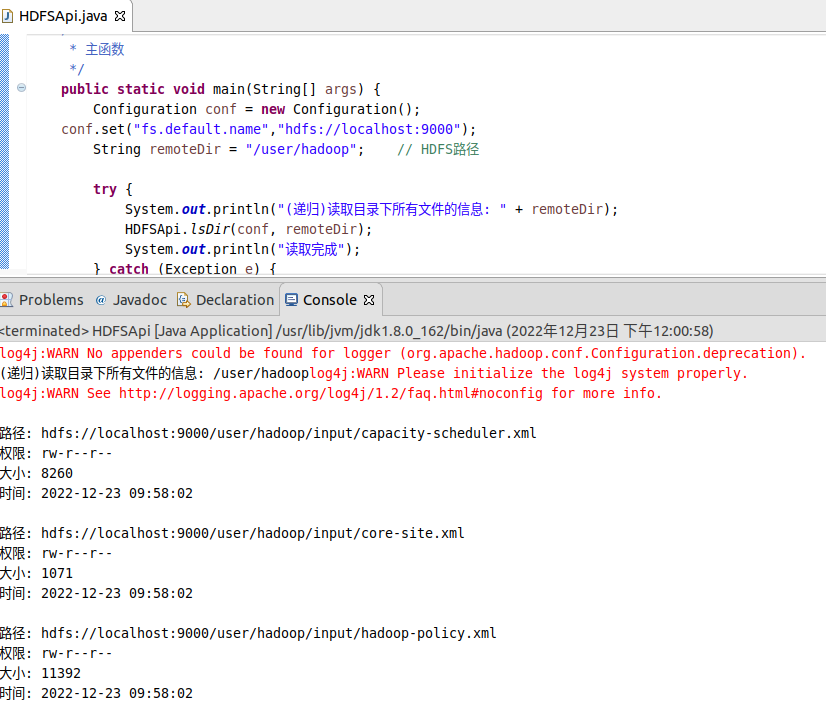 HDFSApi.java
* 主函数
*/
public static void main(String[] args) {
Configuration conf = new Configuration();
conf.set("fs.default.name","hdfs://localhost:9000");
String remoteDir = "/user/hadoop";    // HDFS路径
try {
System.out.println("(递归)读取目录下所有文件的信息: " + remoteDir);
HDFSApi.lsDir(conf, remoteDir);
System.out.println("读取完成");
} catch (Exception e) {
Problems @ Javadoc Declaration Console
<terminated> HDFSApi [Java Application] /usr/lib/jvm/jdk1.8.0_162/bin/java (2022年12月23日 下午12:00:58)
log4j:WARN No appenders could be found for logger (org.apache.hadoop.conf.Configuration.deprecation).
(递归)读取目录下所有文件的信息: /user/hadooplog4j:WARN Please initialize the log4j system properly.
log4j:WARN See http://logging.apache.org/log4j/1.2/faq.html#noconfig for more info.
路径: hdfs://localhost:9000/user/hadoop/input/capacity-scheduler.xml
权限: rw-r--r--
大小: 8260
时间: 2022-12-23 09:58:02
路径: hdfs://localhost:9000/user/hadoop/input/core-site.xml
权限: rw-r--r--
大小: 1071
时间: 2022-12-23 09:58:02
路径: hdfs://localhost:9000/user/hadoop/input/hadoop-policy.xml
权限: rw-r--r--
大小: 11392
时间: 2022-12-23 09:58:02